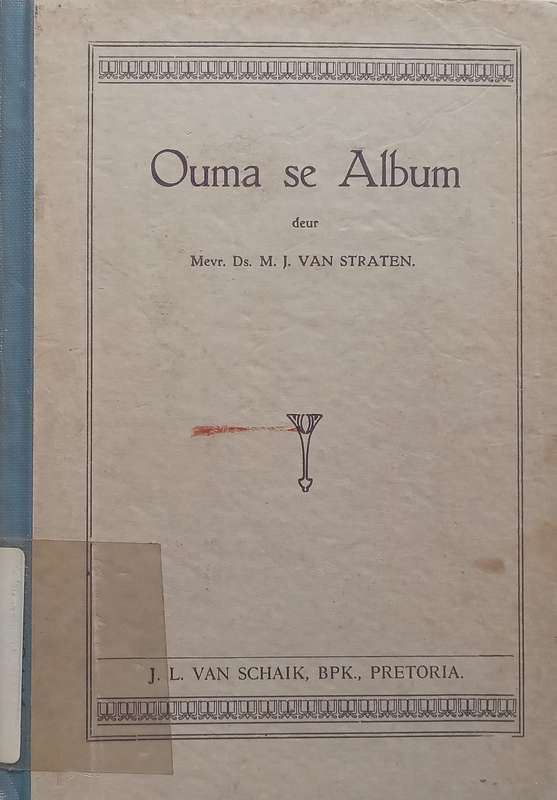 Ouma se Album
deur
Mevr. Ds. M. J. VAN STRATEN.
J. L. VAN SCHAIK, BPK., PRETORIA.